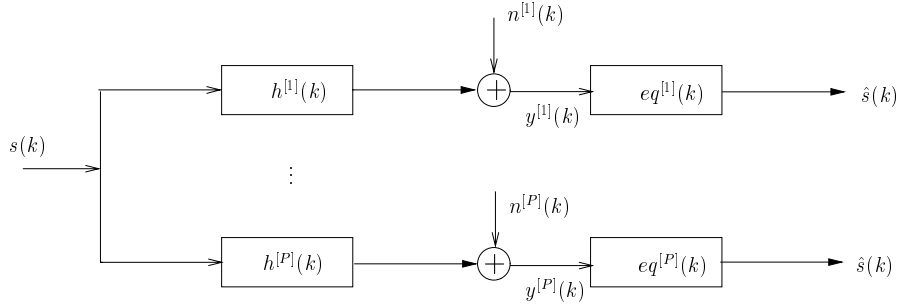 n^{[1]}(k)
h^{[1]}(k)
+
eq^{[1]}(k)
ŝ(k)
y^{[1]}(k)
s(k)
⋮
n^{[P]}(k)
h^{[P]}(k)
+
eq^{[P]}(k)
ŝ(k)
y^{[P]}(k)